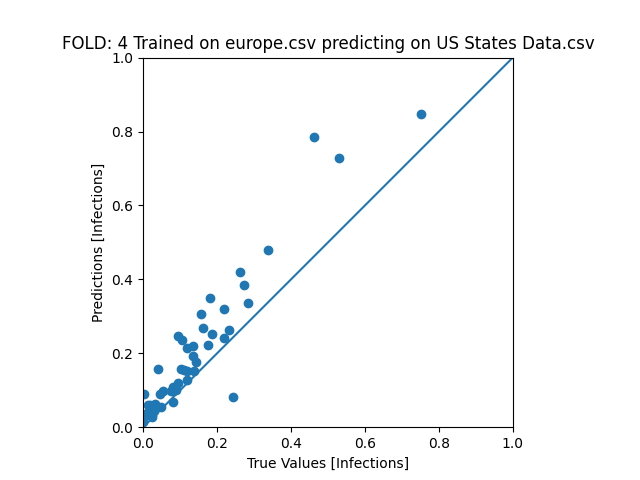 FOLD: 4 Trained on europe.csv predicting on US States Data.csv
1.0
0.8
0.6
0.4
0.2
0.0
Predictions [Infections]
0.0 0.2 0.4 0.6 0.8 1.0
True Values [Infections]